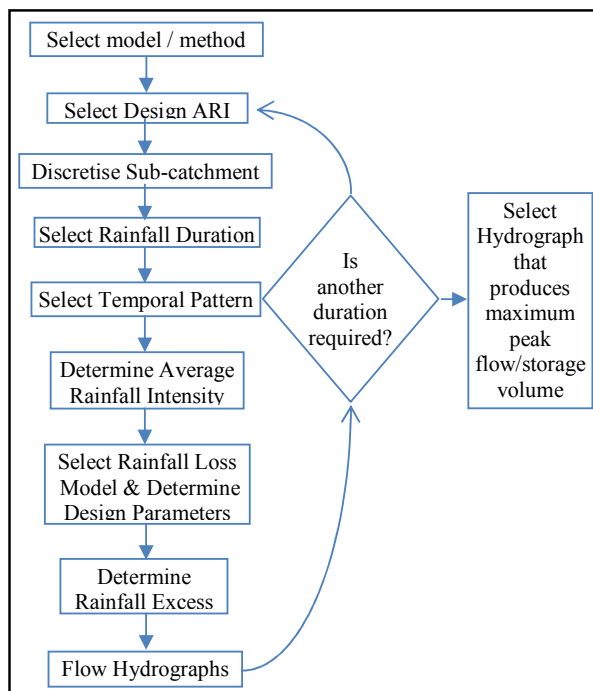 Select model / method
Select Design ARI
Discretise Sub-catchment
Select Rainfall Duration
Select Temporal Pattern
Determine Average
Rainfall Intensity
Select Rainfall Loss
Model & Determine
Design Parameters
Determine
Rainfall Excess
Flow Hydrographs
Is
another
duration
required?
Select
Hydrograph
that
produces
maximum
peak
flow/storage
volume